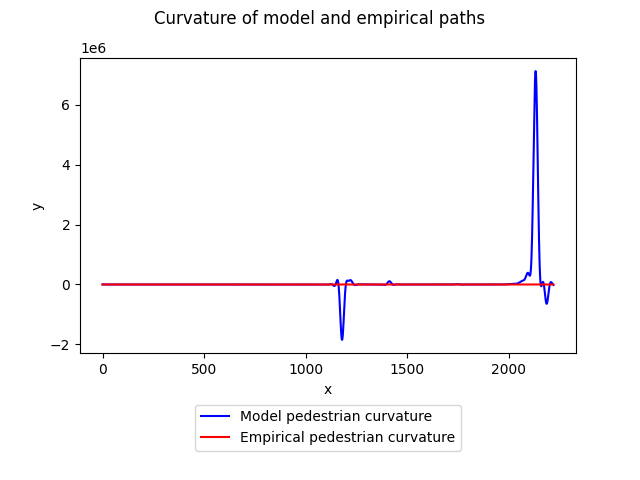 Curvature of model and empirical paths
1e6
6
4
2
0
−2
y
0 500 1000 1500 2000
x
Model pedestrian curvature
Empirical pedestrian curvature